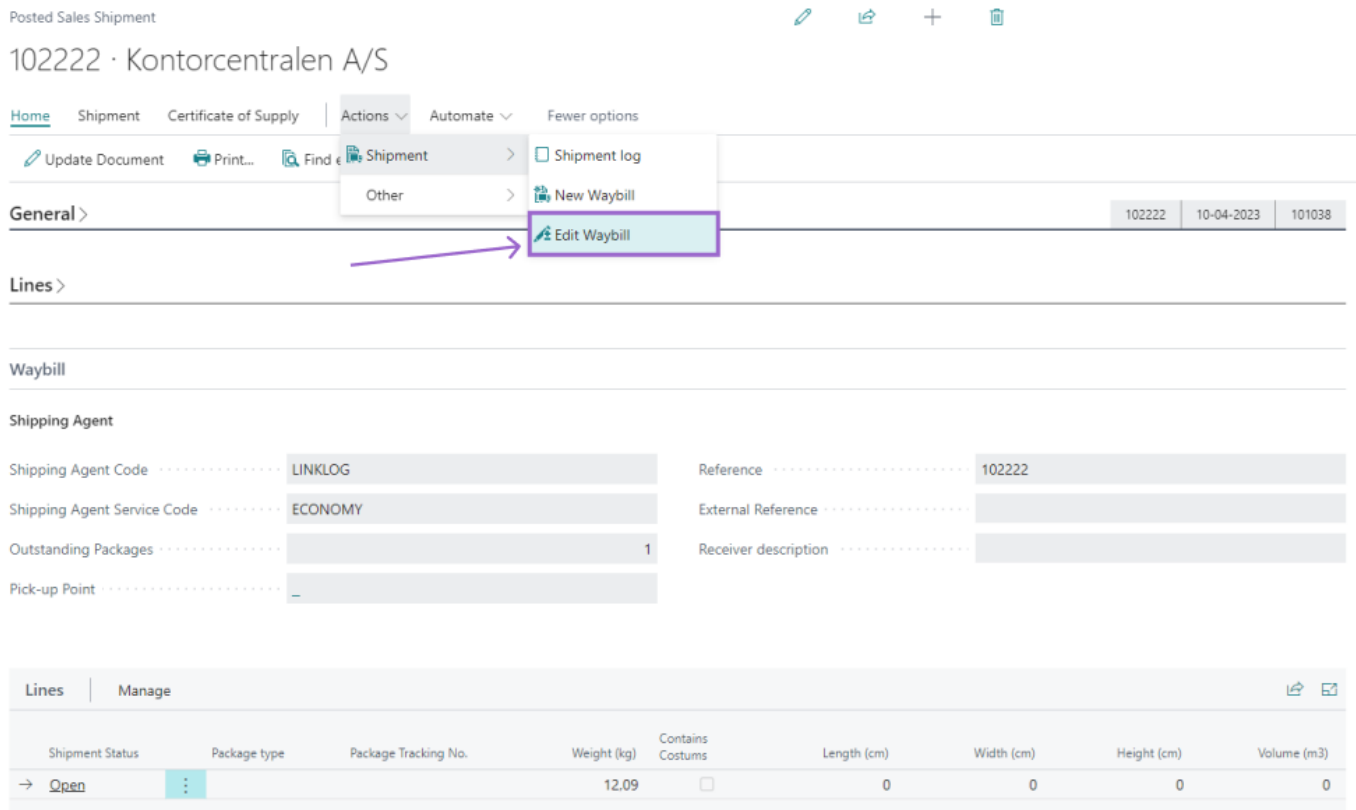 Posted Sales Shipment
102222 · Kontorcentralen A/S
Home Shipment Certificate of Supply Actions Automate Fewer options
Update Document Print... Find e Shipment Shipment log
Other New Waybill
Edit Waybill
General 102222 10-04-2023 101038
Lines
Waybill
Shipping Agent
Shipping Agent Code LINKLOG Reference 102222
Shipping Agent Service Code ECONOMY External Reference
Outstanding Packages 1 Receiver description
Pick-up Point _
Lines Manage
Shipment Status Package type Package Tracking No. Weight (kg) Contains Costums Length (cm) Width (cm) Height (cm) Volume (m3)
Open 12.09 0 0 0 0